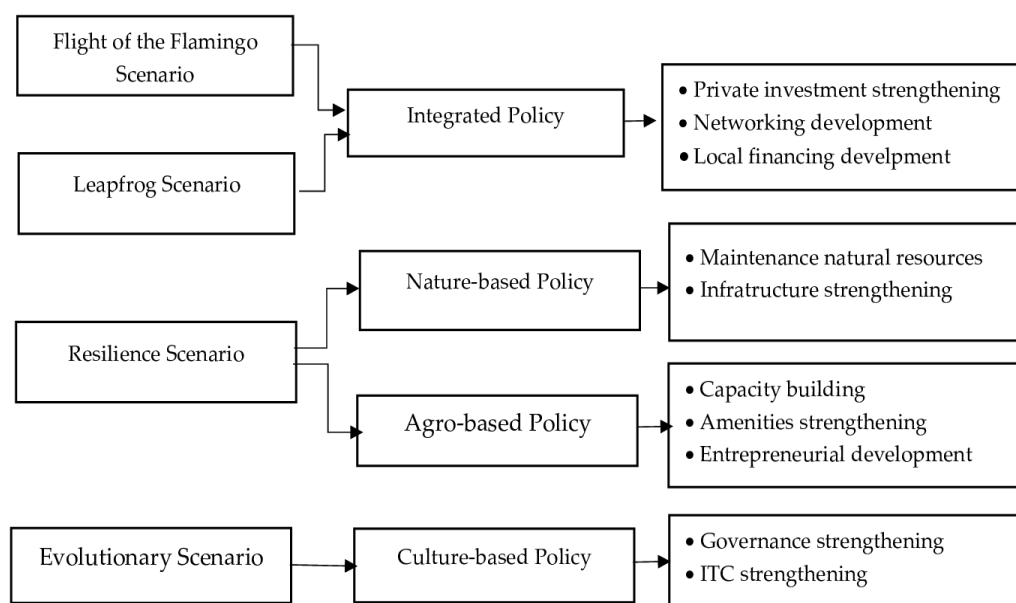 Flight of the Flamingo
Scenario
Leapfrog Scenario
Integrated Policy
• Private investment strengthening
• Networking development
• Local financing develpment
Resilience Scenario
Nature-based Policy
• Maintenance natural resources
• Infratructure strengthening
Agro-based Policy
• Capacity building
• Amenities strengthening
• Entrepreneurial development
Evolutionary Scenario
Culture-based Policy
• Governance strengthening
• ITC strengthening